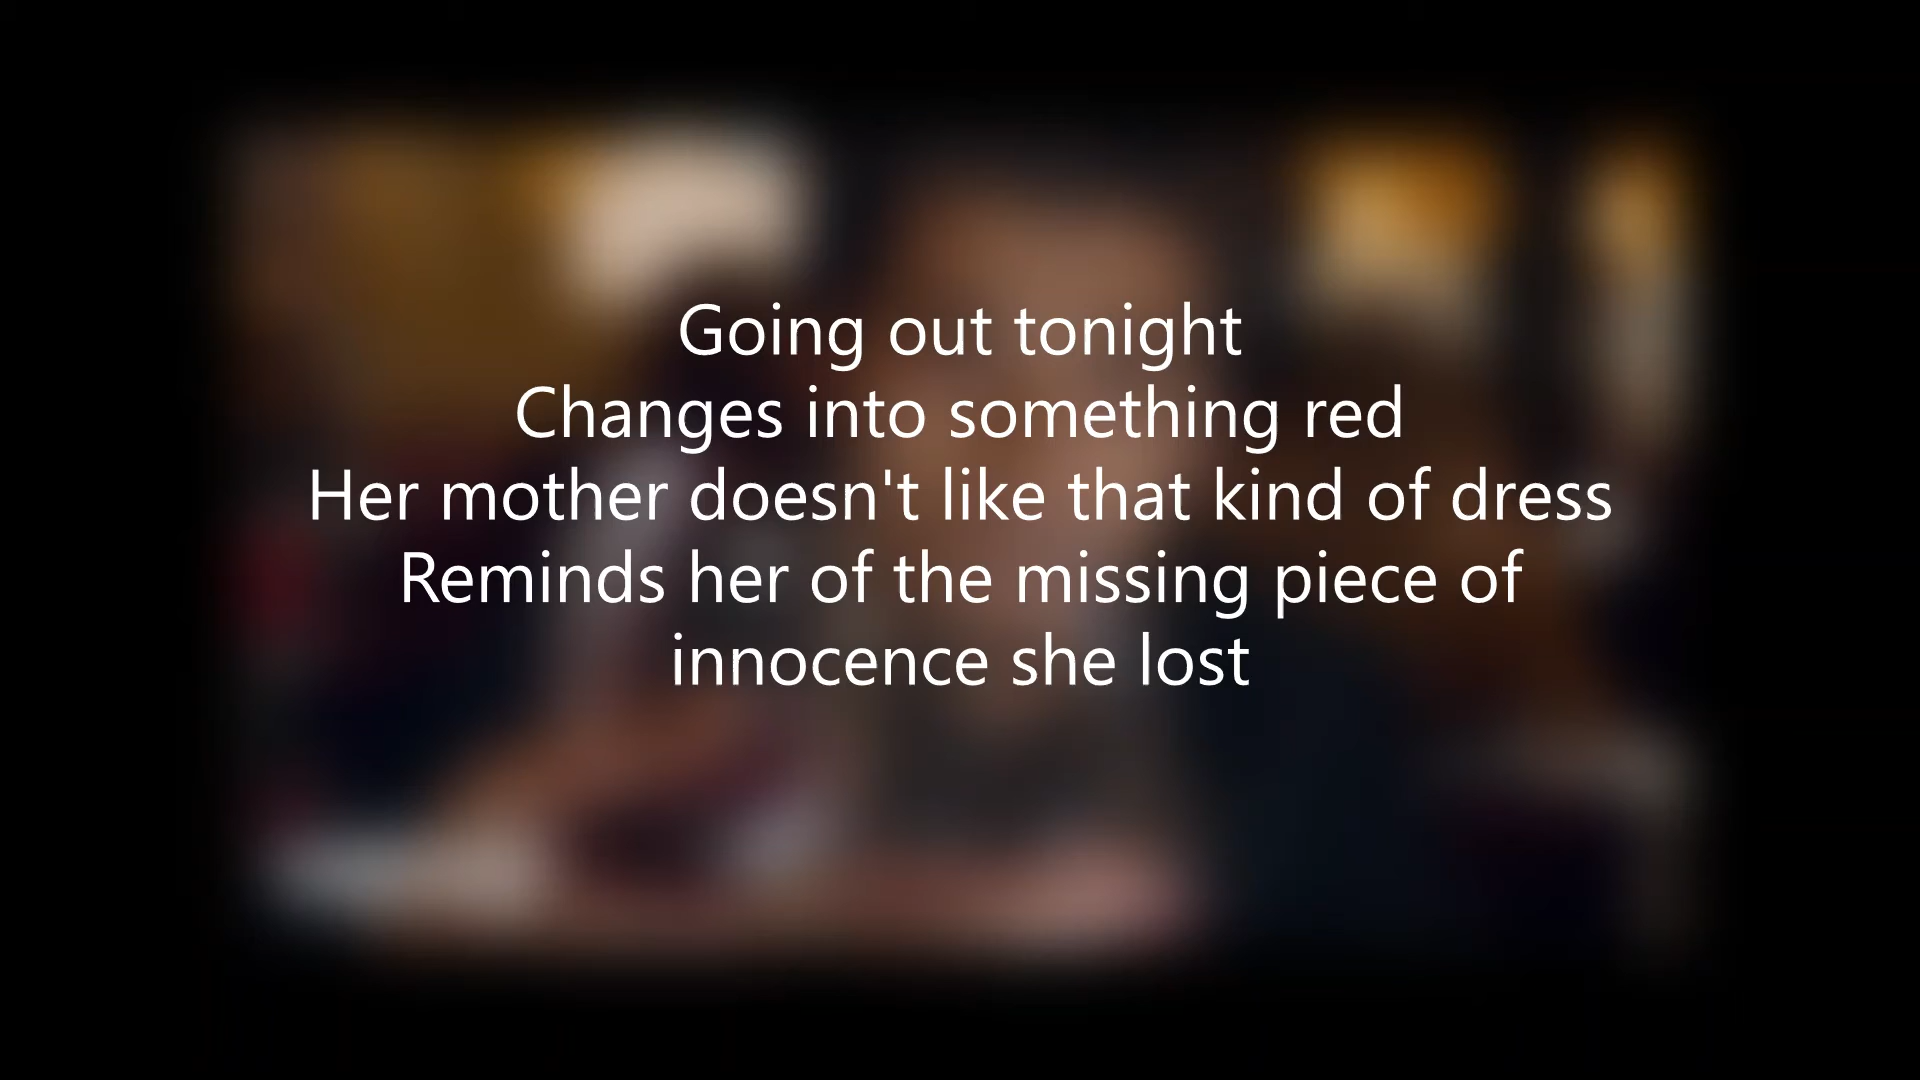 Going out tonight
Changes into something red
Her mother doesn't like that kind of dress
Reminds her of the missing piece of
innocence she lost